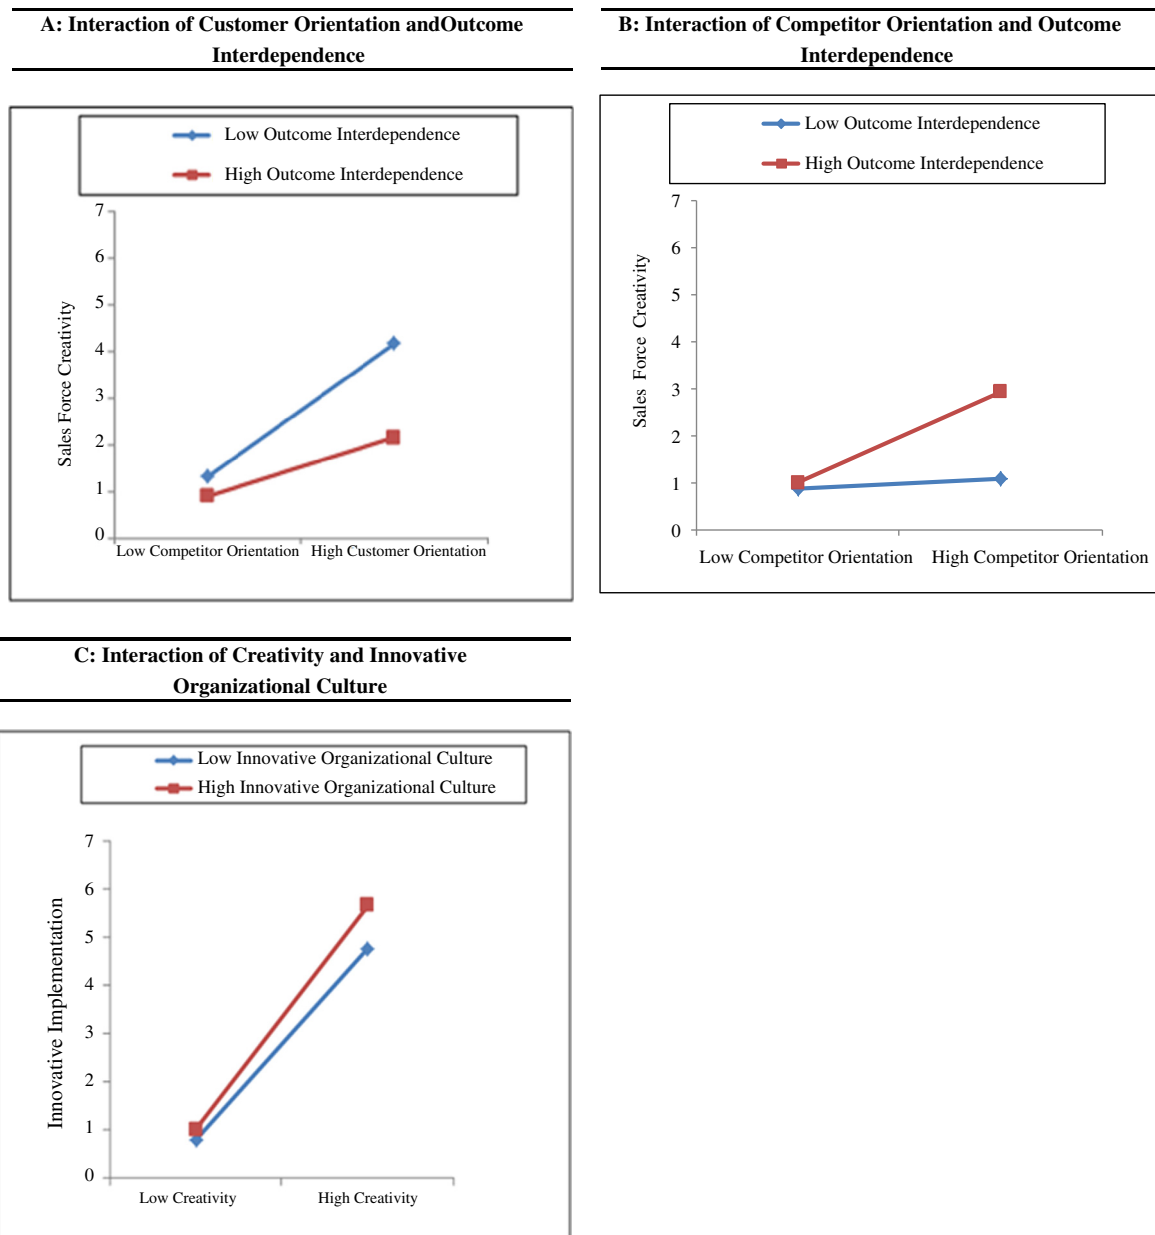 A: Interaction of Customer Orientation andOutcome
Interdependence
Low Outcome Interdependence
High Outcome Interdependence
7
6
5
4
3
2
1
0
Sales Force Creativity
Low Competitor Orientation
High Customer Orientation
B: Interaction of Competitor Orientation and Outcome
Interdependence
Low Outcome Interdependence
High Outcome Interdependence
7
6
5
4
3
2
1
0
Sales Force Creativity
Low Competitor Orientation
High Competitor Orientation
C: Interaction of Creativity and Innovative
Organizational Culture
Low Innovative Organizational Culture
High Innovative Organizational Culture
7
6
5
4
3
2
1
0
Innovative Implementation
Low Creativity
High Creativity